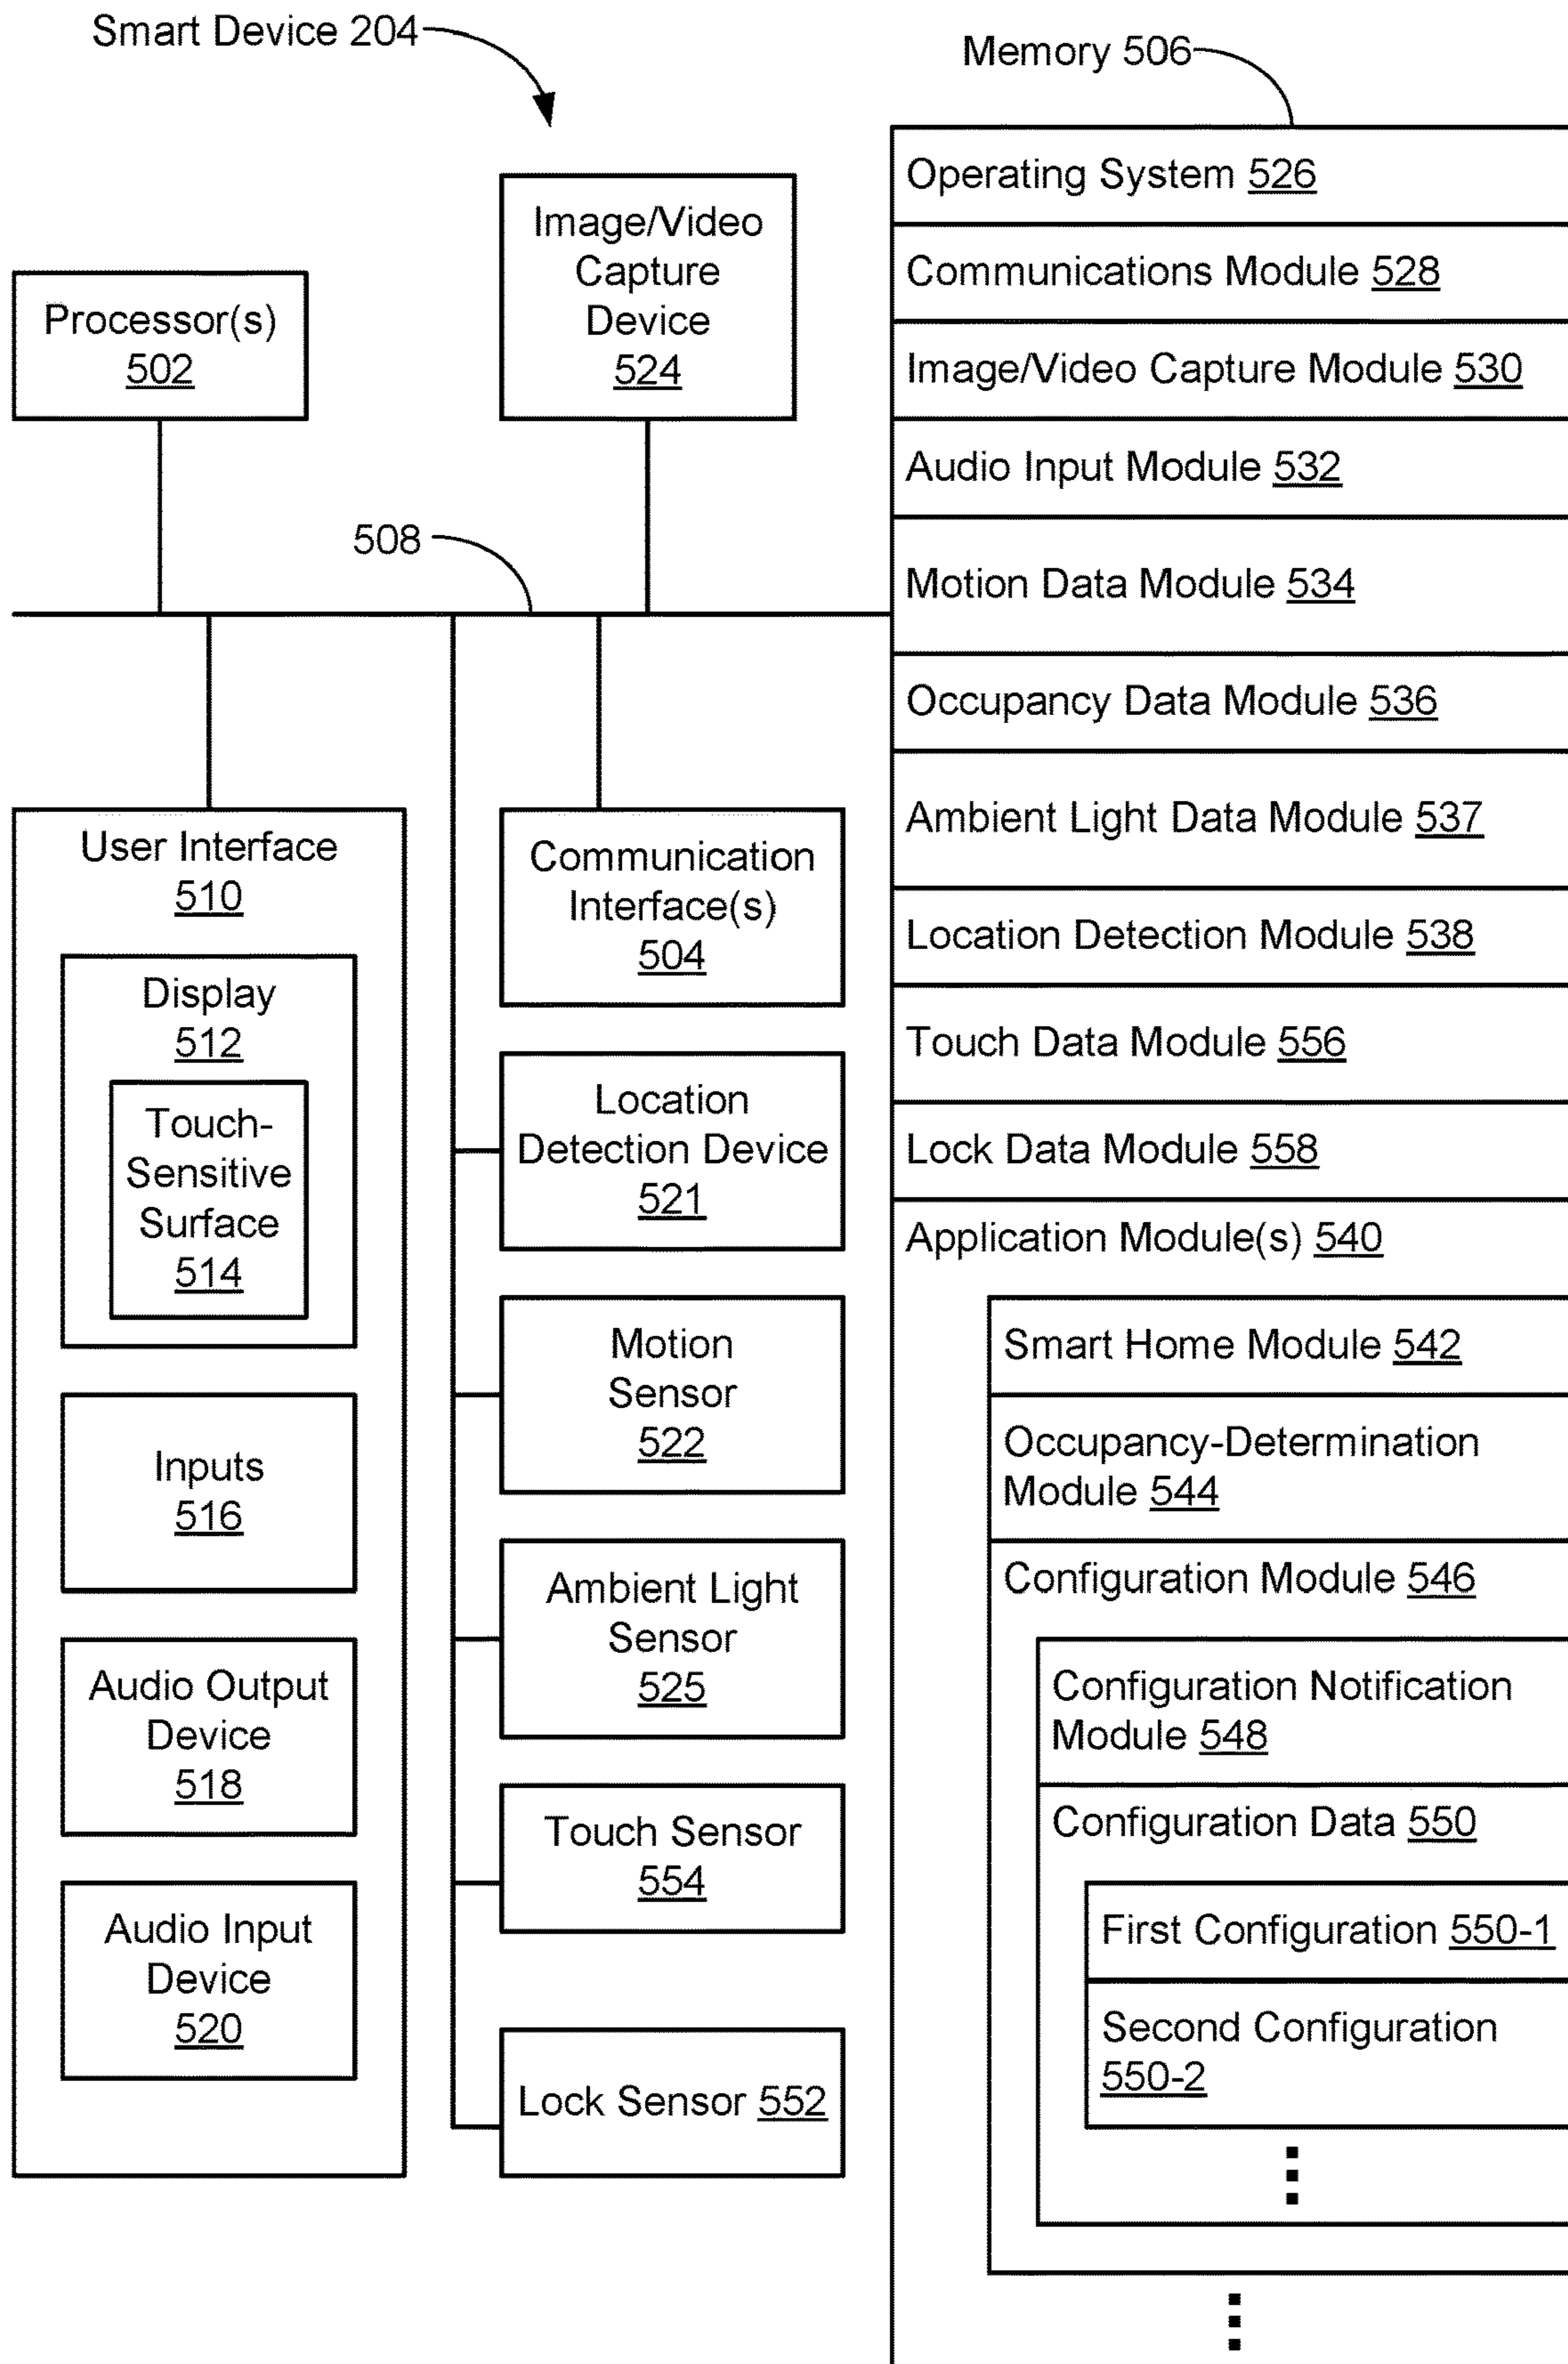 Smart Device 204
Memory 506
Processor(s)
502
Image/Video
Capture
Device
524
508
User Interface
510
Display
512
Touch-
Sensitive
Surface
514
Inputs
516
Audio Output
Device
518
Audio Input
Device
520
Communication
Interface(s)
504
Location
Detection Device
521
Motion
Sensor
522
Ambient Light
Sensor
525
Touch Sensor
554
Lock Sensor 552
Operating System 526
Communications Module 528
Image/Video Capture Module 530
Audio Input Module 532
Motion Data Module 534
Occupancy Data Module 536
Ambient Light Data Module 537
Location Detection Module 538
Touch Data Module 556
Lock Data Module 558
Application Module(s) 540
Smart Home Module 542
Occupancy-Determination
Module 544
Configuration Module 546
Configuration Notification
Module 548
Configuration Data 550
First Configuration 550-1
Second Configuration
550-2